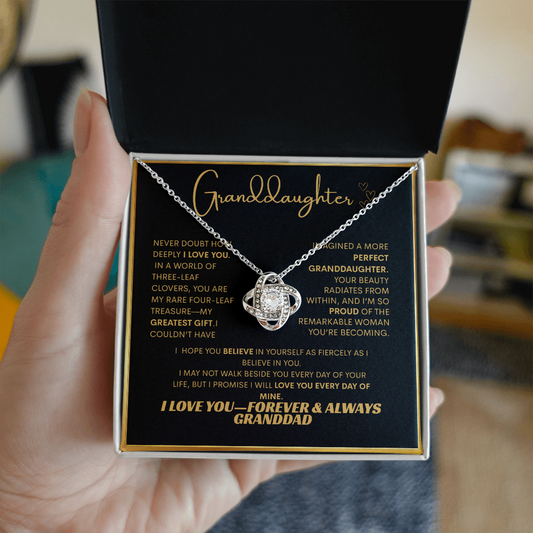 Granddaughter
NEVER DOUBT HO
DEEPLY I LOVE YOU.
IN A WORLD OF
THREE-LEAF
CLOVERS, YOU ARE
MY RARE FOUR-LEAF
TREASURE—MY
GREATEST GIFT.I
COULDN'T HAVE
IMAGINED A MORE
PERFECT
GRANDDAUGHTER.
YOUR BEAUTY
RADIATES FROM
WITHIN, AND I'M SO
PROUD OF THE
REMARKABLE WOMAN
YOU'RE BECOMING.
I HOPE YOU BELIEVE IN YOURSELF AS FIERCELY AS I
BELIEVE IN YOU.
I MAY NOT WALK BESIDE YOU EVERY DAY OF YOUR
LIFE, BUT I PROMISE I WILL LOVE YOU EVERY DAY OF
MINE.
I LOVE YOU—FOREVER & ALWAYS
GRANDDAD